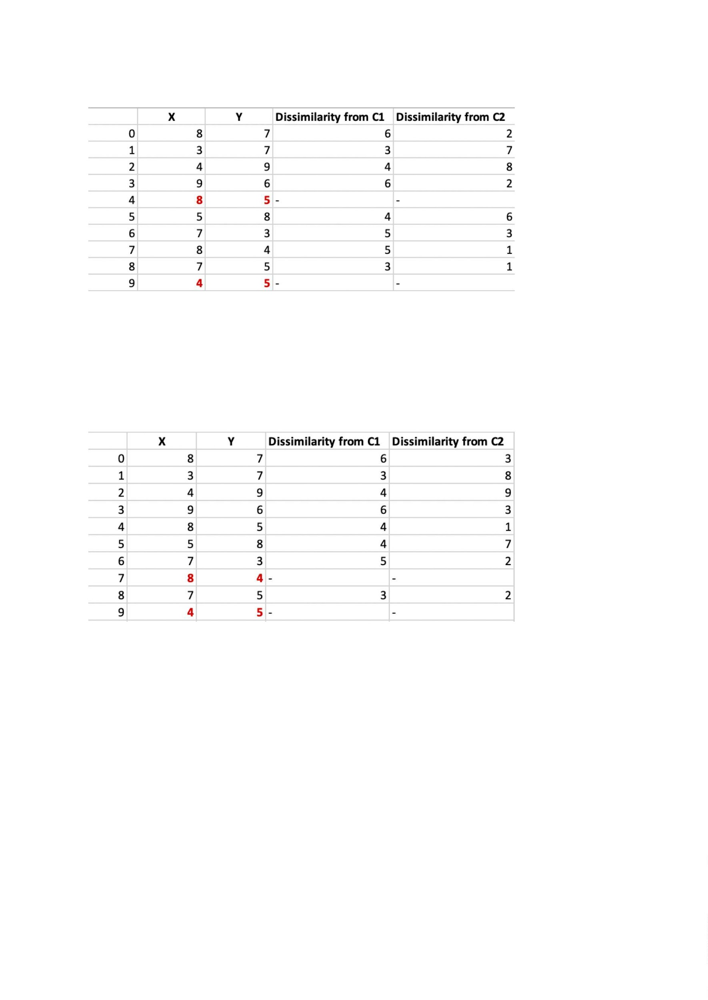 X Y Dissimilarity from C1 Dissimilarity from C2
0 8 7 6 2
1 3 7 3 7
2 4 9 4 8
3 9 6 6 2
4 8 5 - -
5 5 8 4 6
6 7 3 5 3
7 8 4 5 1
8 7 5 3 1
9 4 5 - -
X Y Dissimilarity from C1 Dissimilarity from C2
0 8 7 6 3
1 3 7 3 8
2 4 9 4 9
3 9 6 6 3
4 8 5 4 1
5 5 8 4 7
6 7 3 5 2
7 8 4 - -
8 7 5 3 2
9 4 5 - -